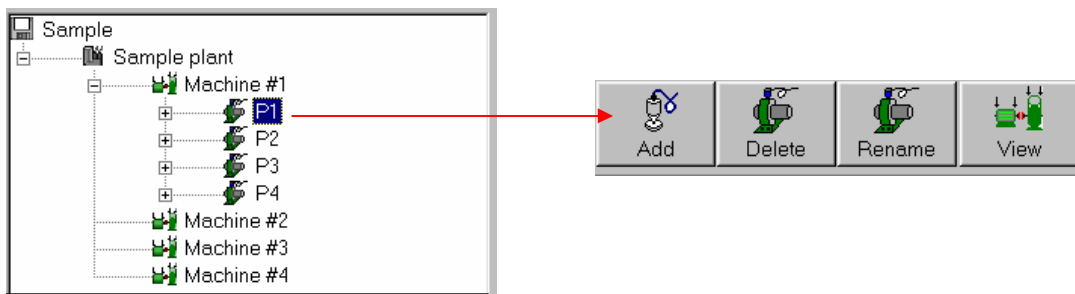 Sample
Sample plant
Machine #1
P1
P2
P3
P4
Machine #2
Machine #3
Machine #4
Add Delete Rename View